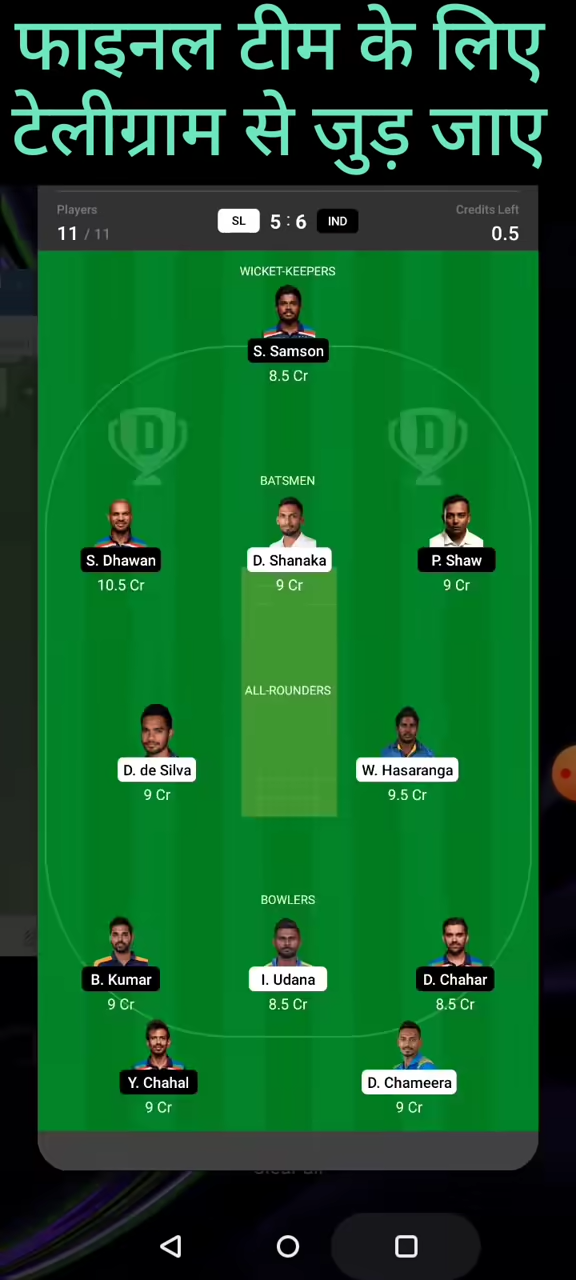 फाइनल टीम के लिए
टेलीग्राम से जुड़ जाए
Players
11 / 11
SL 5 : 6 IND
Credits Left
0.5
WICKET-KEEPERS
S. Samson
8.5 Cr
D
D
BATSMEN
S. Dhawan
D. Shanaka
P. Shaw
10.5 Cr
9 Cr
9 Cr
ALL-ROUNDERS
D. de Silva
W. Hasaranga
9 Cr
9.5 Cr
BOWLERS
B. Kumar
I. Udana
D. Chahar
9 Cr
8.5 Cr
8.5 Cr
Y. Chahal
D. Chameera
9 Cr
9 Cr